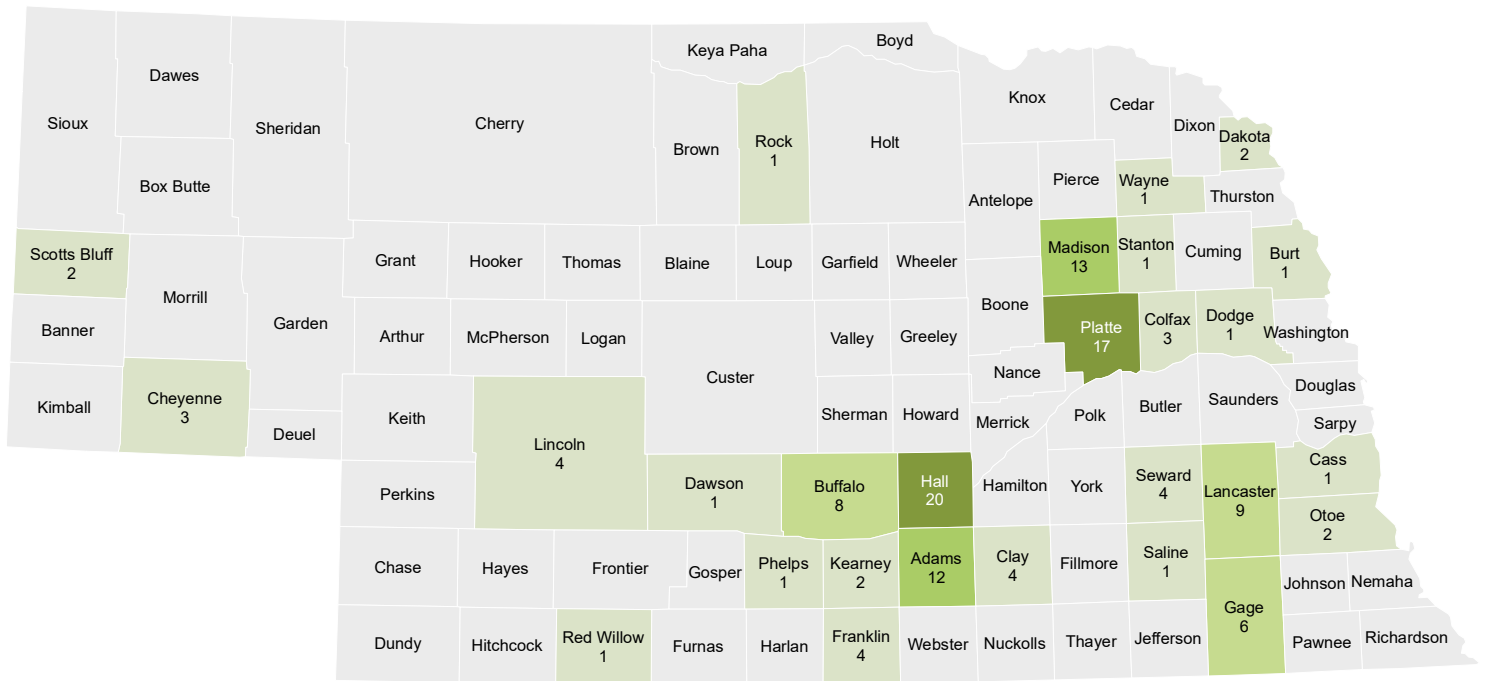 Sioux
Dawes
Sheridan
Cherry
Keya Paha
Boyd
Box Butte
Brown
Rock
1
Holt
Knox
Cedar
Dixon
Dakota
2
Antelope
Pierce
Wayne
1
Thurston
Scotts Bluff
2
Morrill
Garden
Grant
Hooker
Thomas
Blaine
Loup
Garfield
Wheeler
Madison
13
Stanton
1
Cuming
Burt
1
Banner
Arthur
McPherson
Logan
Custer
Valley
Greeley
Boone
Platte
17
Colfax
3
Dodge
1
Washington
Nance
Kimball
Cheyenne
3
Deuel
Keith
Lincoln
4
Sherman
Howard
Merrick
Polk
Butler
Saunders
Douglas
Sarpy
Perkins
Dawson
1
Buffalo
8
Hall
20
Hamilton
York
Seward
4
Lancaster
9
Cass
1
Otoe
2
Chase
Hayes
Frontier
Gosper
Phelps
1
Kearney
2
Adams
12
Clay
4
Fillmore
Saline
1
Gage
6
Johnson
Nemaha
Dundy
Hitchcock
Red Willow
1
Furnas
Harlan
Franklin
4
Webster
Nuckolls
Thayer
Jefferson
Pawnee
Richardson